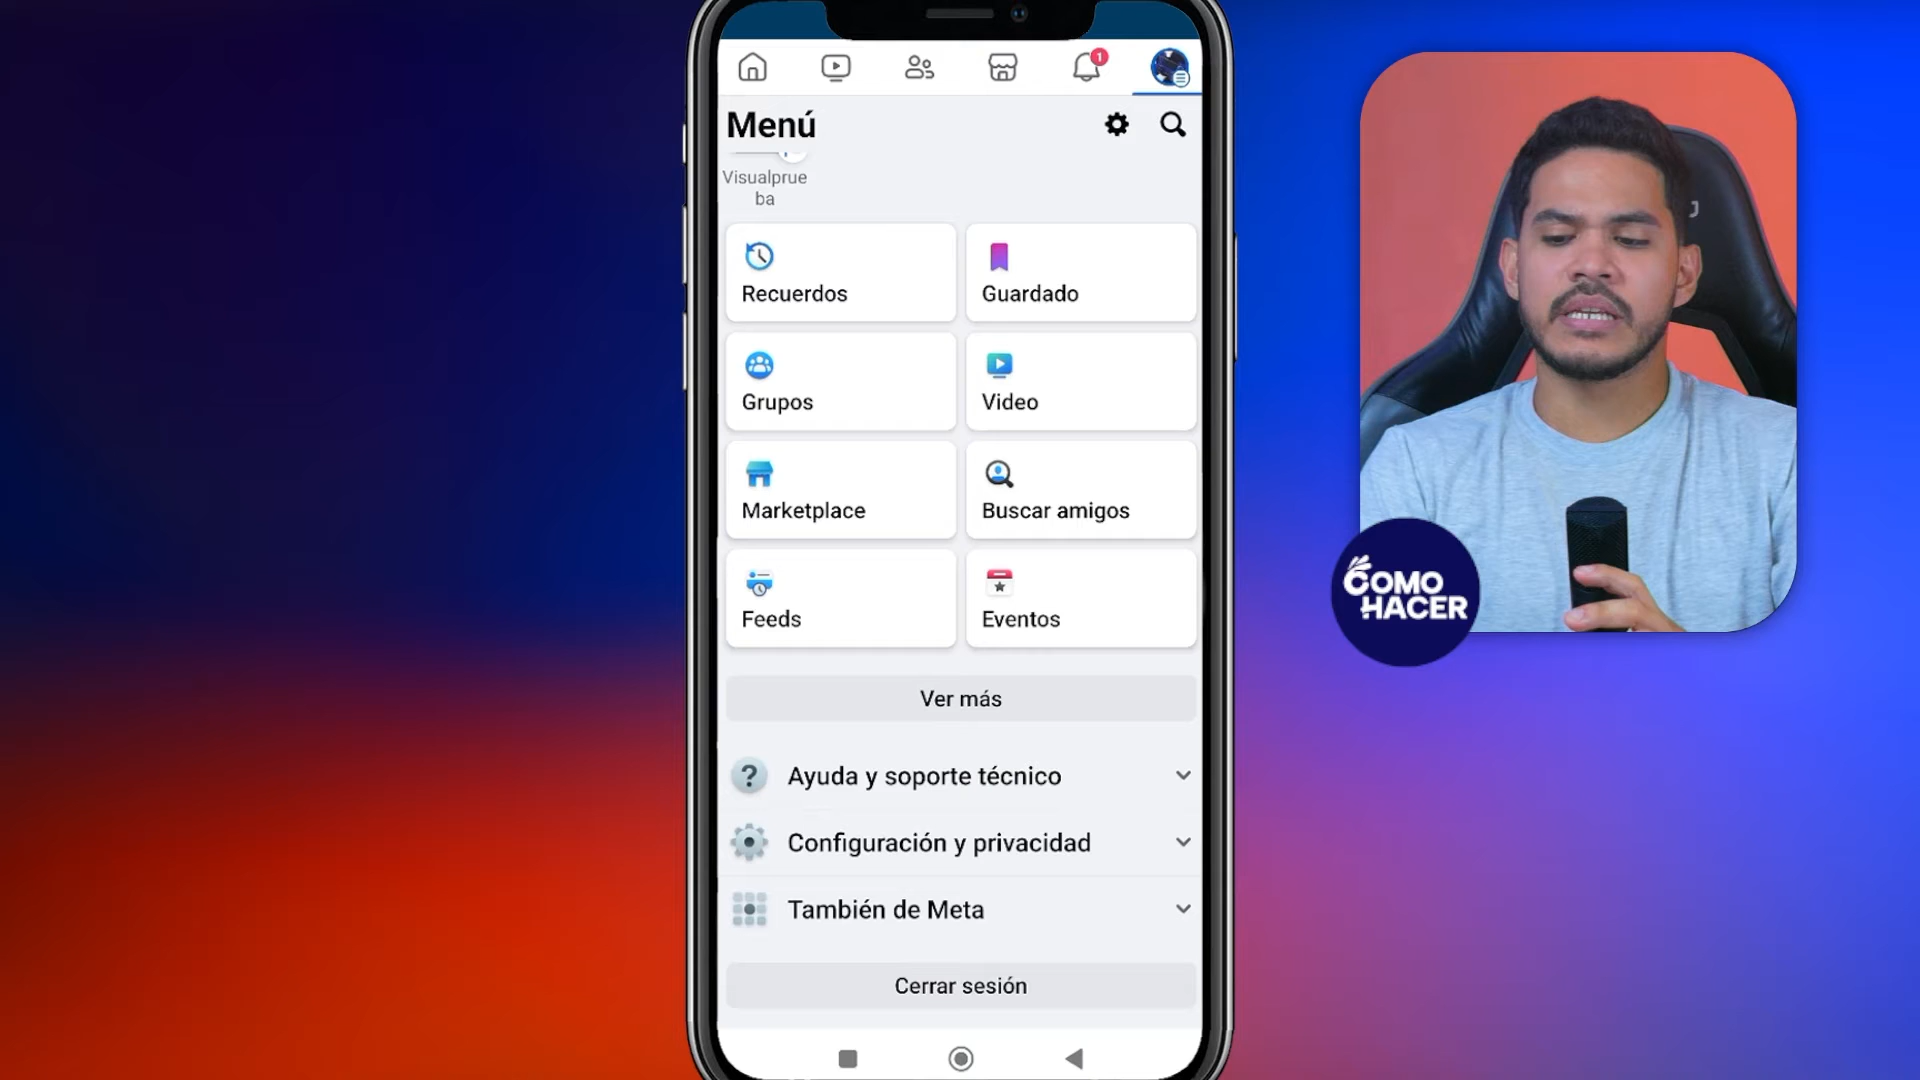 1
Menú
Visualprue
ba
Recuerdos
Guardado
Grupos
Video
Marketplace
Buscar amigos
Feeds
Eventos
Ver más
Ayuda y soporte técnico
Configuración y privacidad
También de Meta
Cerrar sesión
COMO
HACER